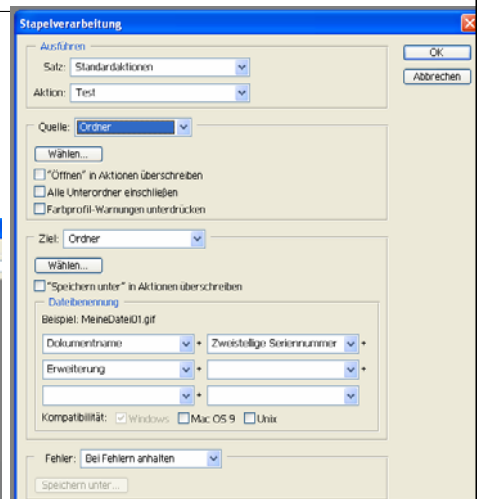 Stapelverarbeitung
Ausführen
OK
Satz: Standardaktionen
Abbrechen
Aktion: Test
Quelle: Ordner
Wählen...
"Öffnen" in Aktionen überschreiben
Alle Unterordner einschließen
Farbprofil-Warnungen unterdrücken
Ziel: Ordner
Wählen...
"Speichern unter" in Aktionen überschreiben
Dateibenennung
Beispiel: MeineDatei01.gif
Dokumentname + Zweistellige Seriennummer +
Erweiterung + +
+
Kompatibilität: Windows Mac OS 9 Unix
Fehler: Bei Fehlern anhalten
Speichern unter...